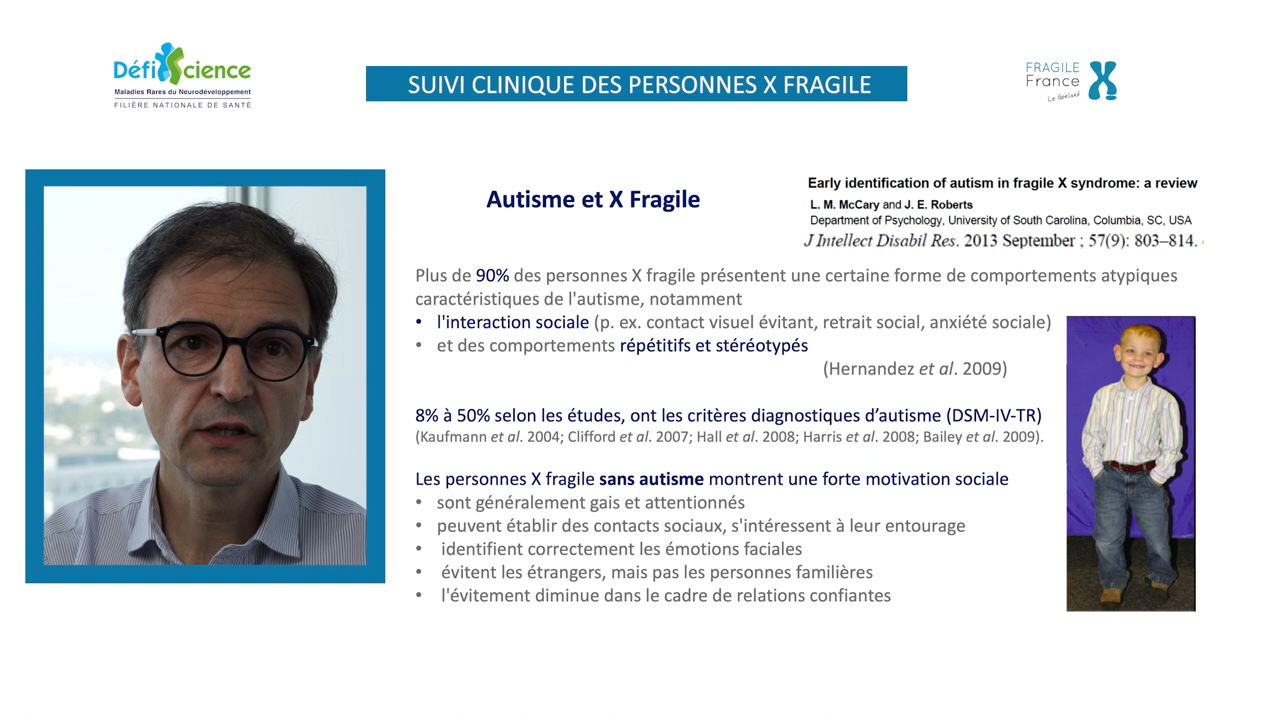 Défi Science
Maladies Rares du Neurodéveloppement
FILIÈRE NATIONALE DE SANTÉ
SUIVI CLINIQUE DES PERSONNES X FRAGILE
FRAGILE
France
Le Goéland
Autisme et X Fragile
Early identification of autism in fragile X syndrome: a review
L. M. McCary and J. E. Roberts
Department of Psychology, University of South Carolina, Columbia, SC, USA
J Intellect Disabil Res. 2013 September ; 57(9): 803–814.
Plus de 90% des personnes X fragile présentent une certaine forme de comportements atypiques
caractéristiques de l'autisme, notamment
• l'interaction sociale (p. ex. contact visuel évitant, retrait social, anxiété sociale)
• et des comportements répétitifs et stéréotypés
(Hernandez et al. 2009)
8% à 50% selon les études, ont les critères diagnostiques d’autisme (DSM-IV-TR)
(Kaufmann et al. 2004; Clifford et al. 2007; Hall et al. 2008; Harris et al. 2008; Bailey et al. 2009).
Les personnes X fragile sans autisme montrent une forte motivation sociale
• sont généralement gais et attentionnés
• peuvent établir des contacts sociaux, s'intéressent à leur entourage
• identifient correctement les émotions faciales
• évitent les étrangers, mais pas les personnes familières
• l'évitement diminue dans le cadre de relations confiantes